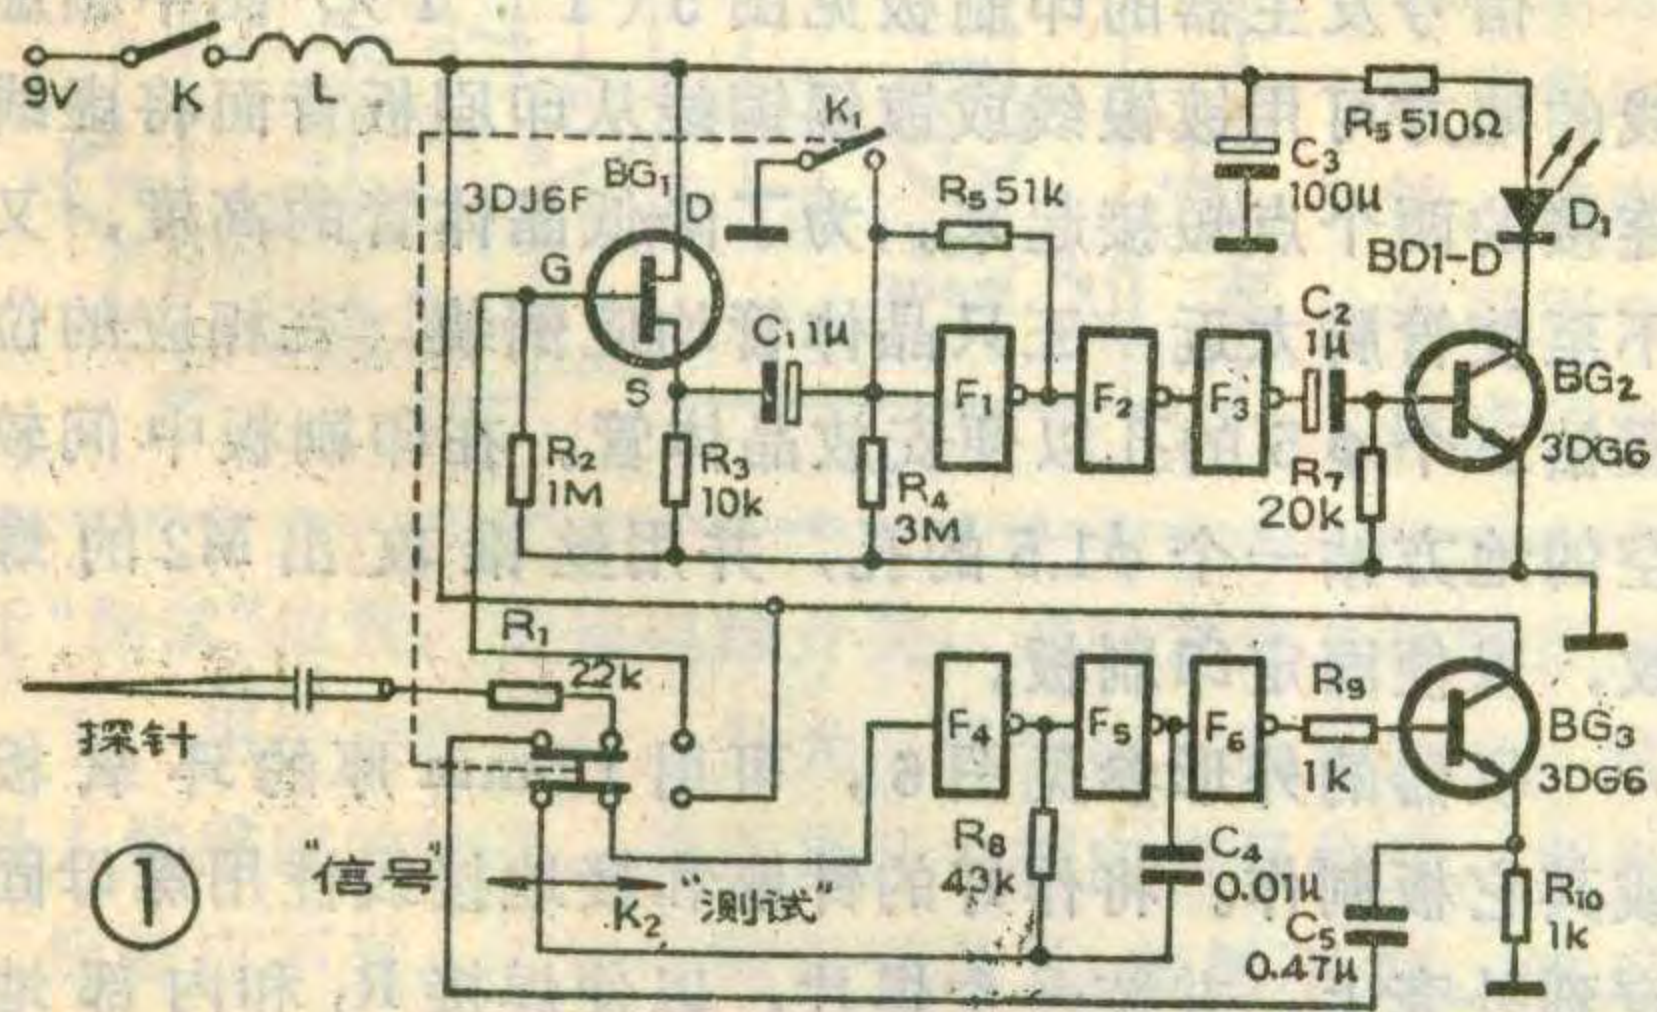 9V
K
L
K₁
R₅ 510Ω
C₃
100μ
D₁
BD1-D
3DJ6F
BG₁
D
G
S
R₅ 51k
C₁ 1μ
C₂
1μ
F₁
F₂
F₃
BG₂
3DG6
R₂
1M
R₃
10k
R₄
3M
R₇
20k
R₁
22k
探针
F₄
F₅
F₆
R₉
1k
BG₃
3DG6
R₈
43k
C₄
0.01μ
C₅
0.47μ
R₁₀
1k
"信号"
K₂
"测试"
1